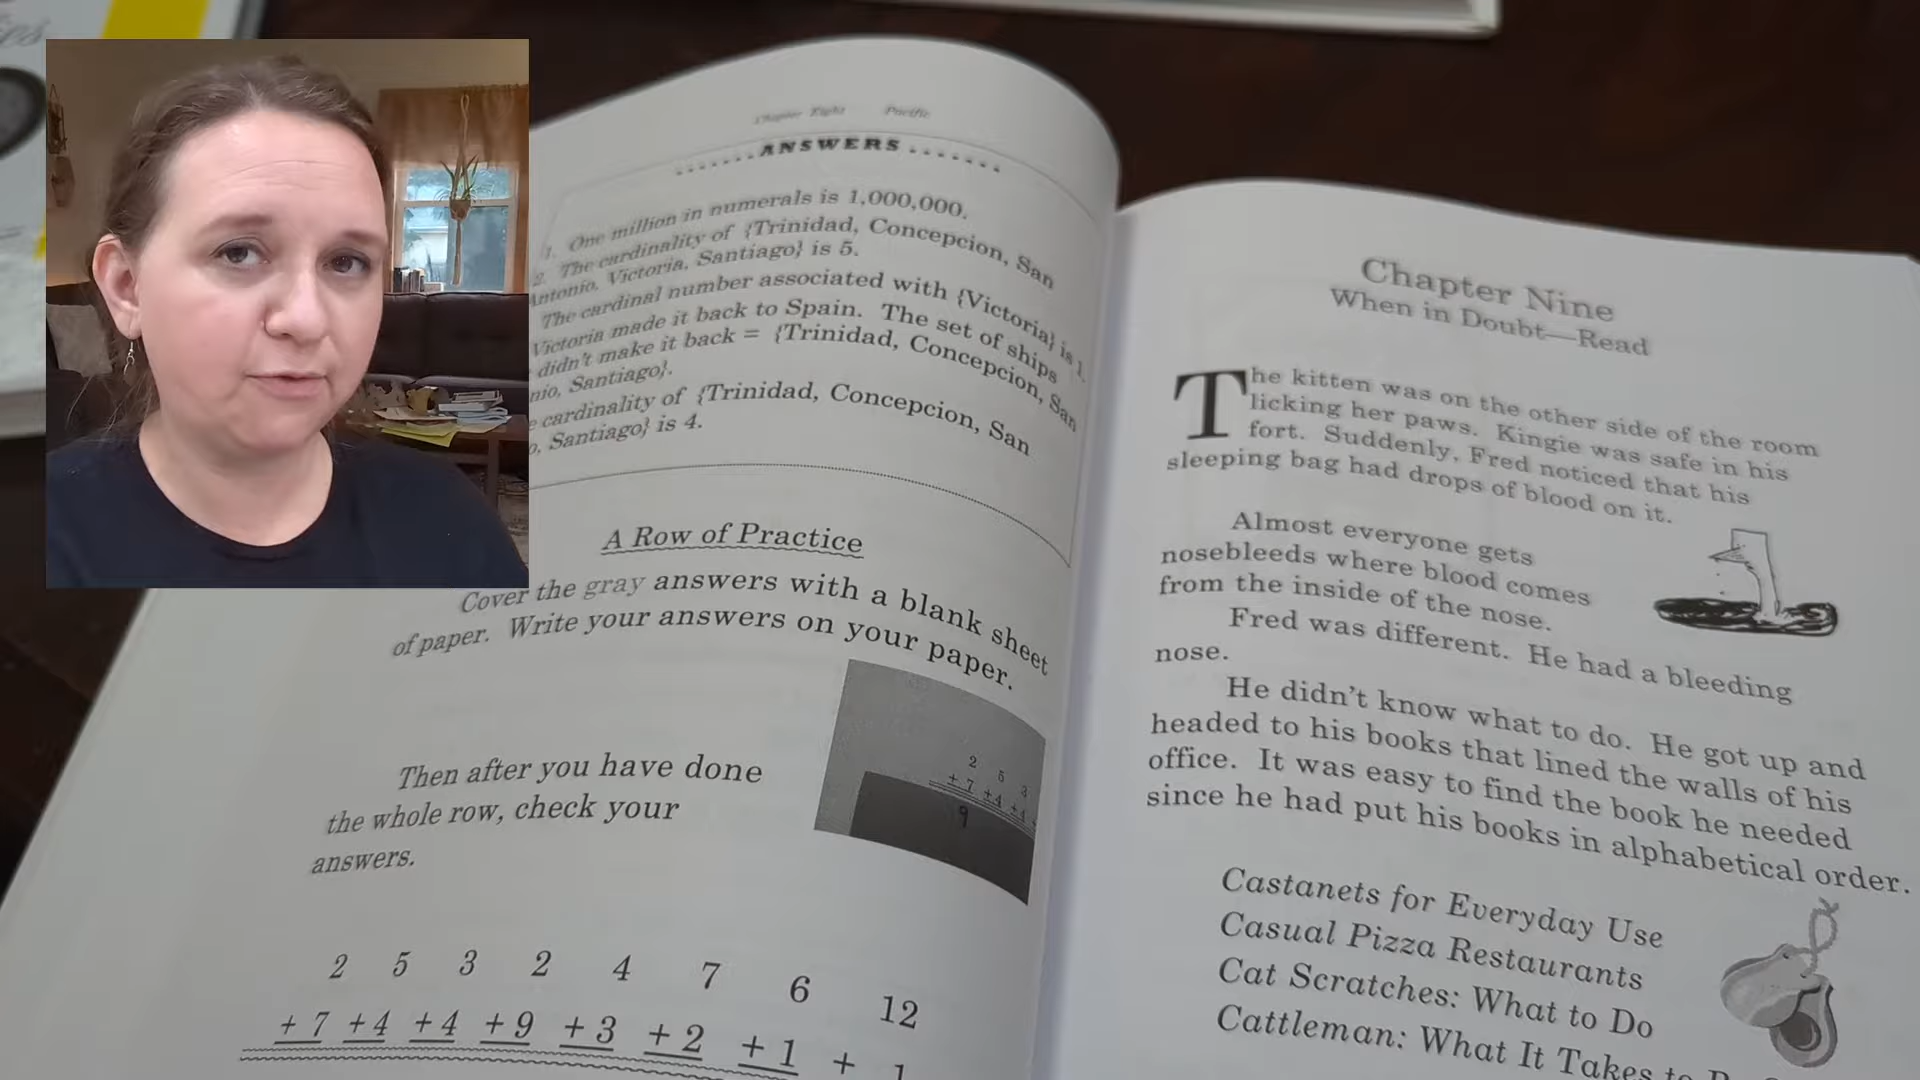 Chapter Eight Pacific
ANSWERS
1. One million in numerals is 1,000,000.
2. The cardinality of {Trinidad, Concepcion, San
Antonio, Victoria, Santiago} is 5.
The cardinal number associated with {Victoria} is 1.
Victoria made it back to Spain. The set of ships
didn't make it back = {Trinidad, Concepcion, San
nio, Santiago}.
cardinality of {Trinidad, Concepcion, San
o, Santiago} is 4.
A Row of Practice
Cover the gray answers with a blank sheet
of paper. Write your answers on your paper.
2 5 3
+ 7 +4 +4
9
Then after you have done
the whole row, check your
answers.
2 5 3 2 4 7 6 12
+ 7 +4 +4 +9 +3 +2 +1 + 1
Chapter Nine
When in Doubt—Read
The kitten was on the other side of the room
licking her paws. Kingie was safe in his
fort. Suddenly, Fred noticed that his
sleeping bag had drops of blood on it.
Almost everyone gets
nosebleeds where blood comes
from the inside of the nose.
Fred was different. He had a bleeding
nose.
He didn't know what to do. He got up and
headed to his books that lined the walls of his
office. It was easy to find the book he needed
since he had put his books in alphabetical order.
Castanets for Everyday Use
Casual Pizza Restaurants
Cat Scratches: What to Do
Cattleman: What It Takes to